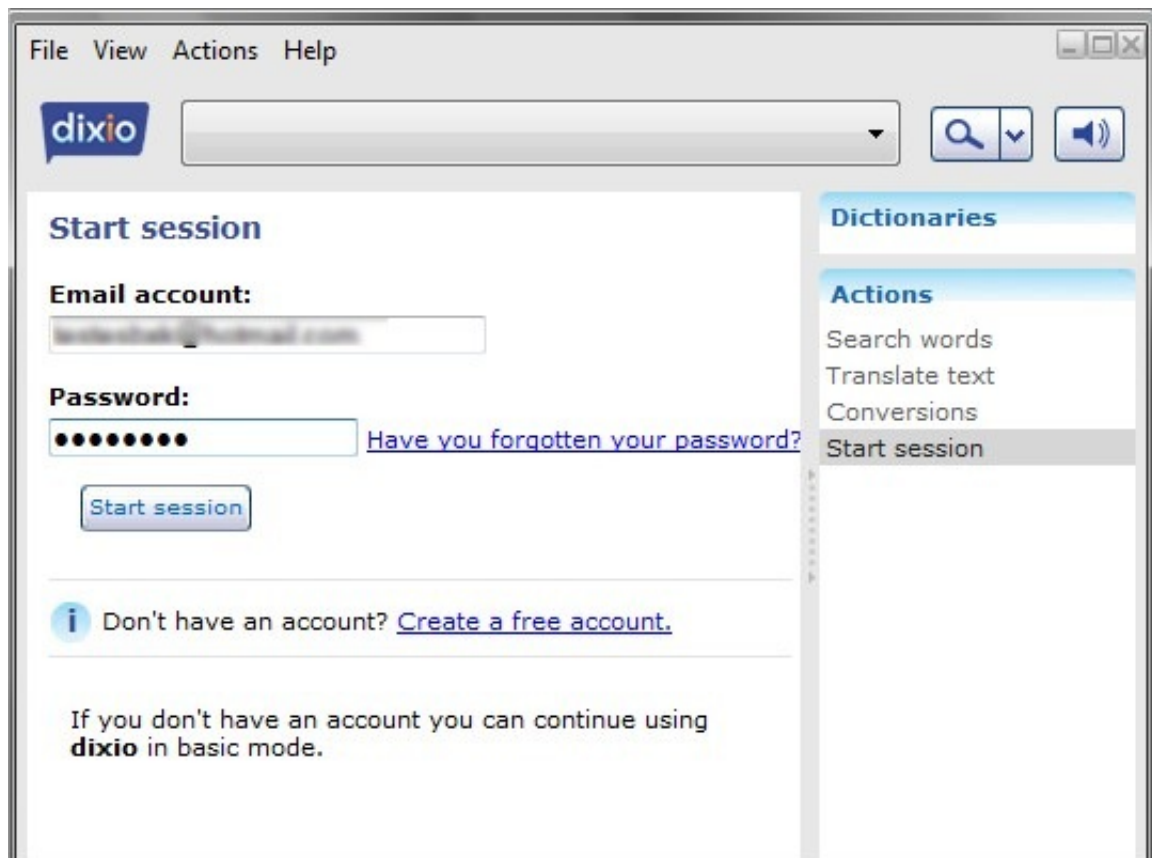 File View Actions Help
dixio
Start session
Email account:
Password:
Have you forgotten your password?
Start session
Don't have an account? Create a free account.
If you don't have an account you can continue using
dixio in basic mode.
Dictionaries
Actions
Search words
Translate text
Conversions
Start session